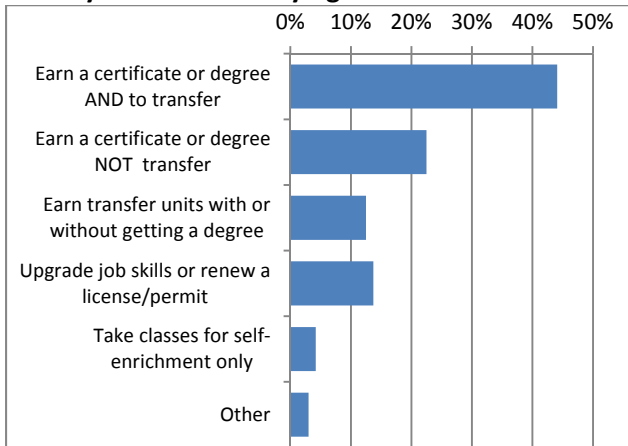 0% 10% 20% 30% 40% 50%
Earn a certificate or degree
AND to transfer
Earn a certificate or degree
NOT transfer
Earn transfer units with or
without getting a degree
Upgrade job skills or renew a
license/permit
Take classes for self-
enrichment only
Other